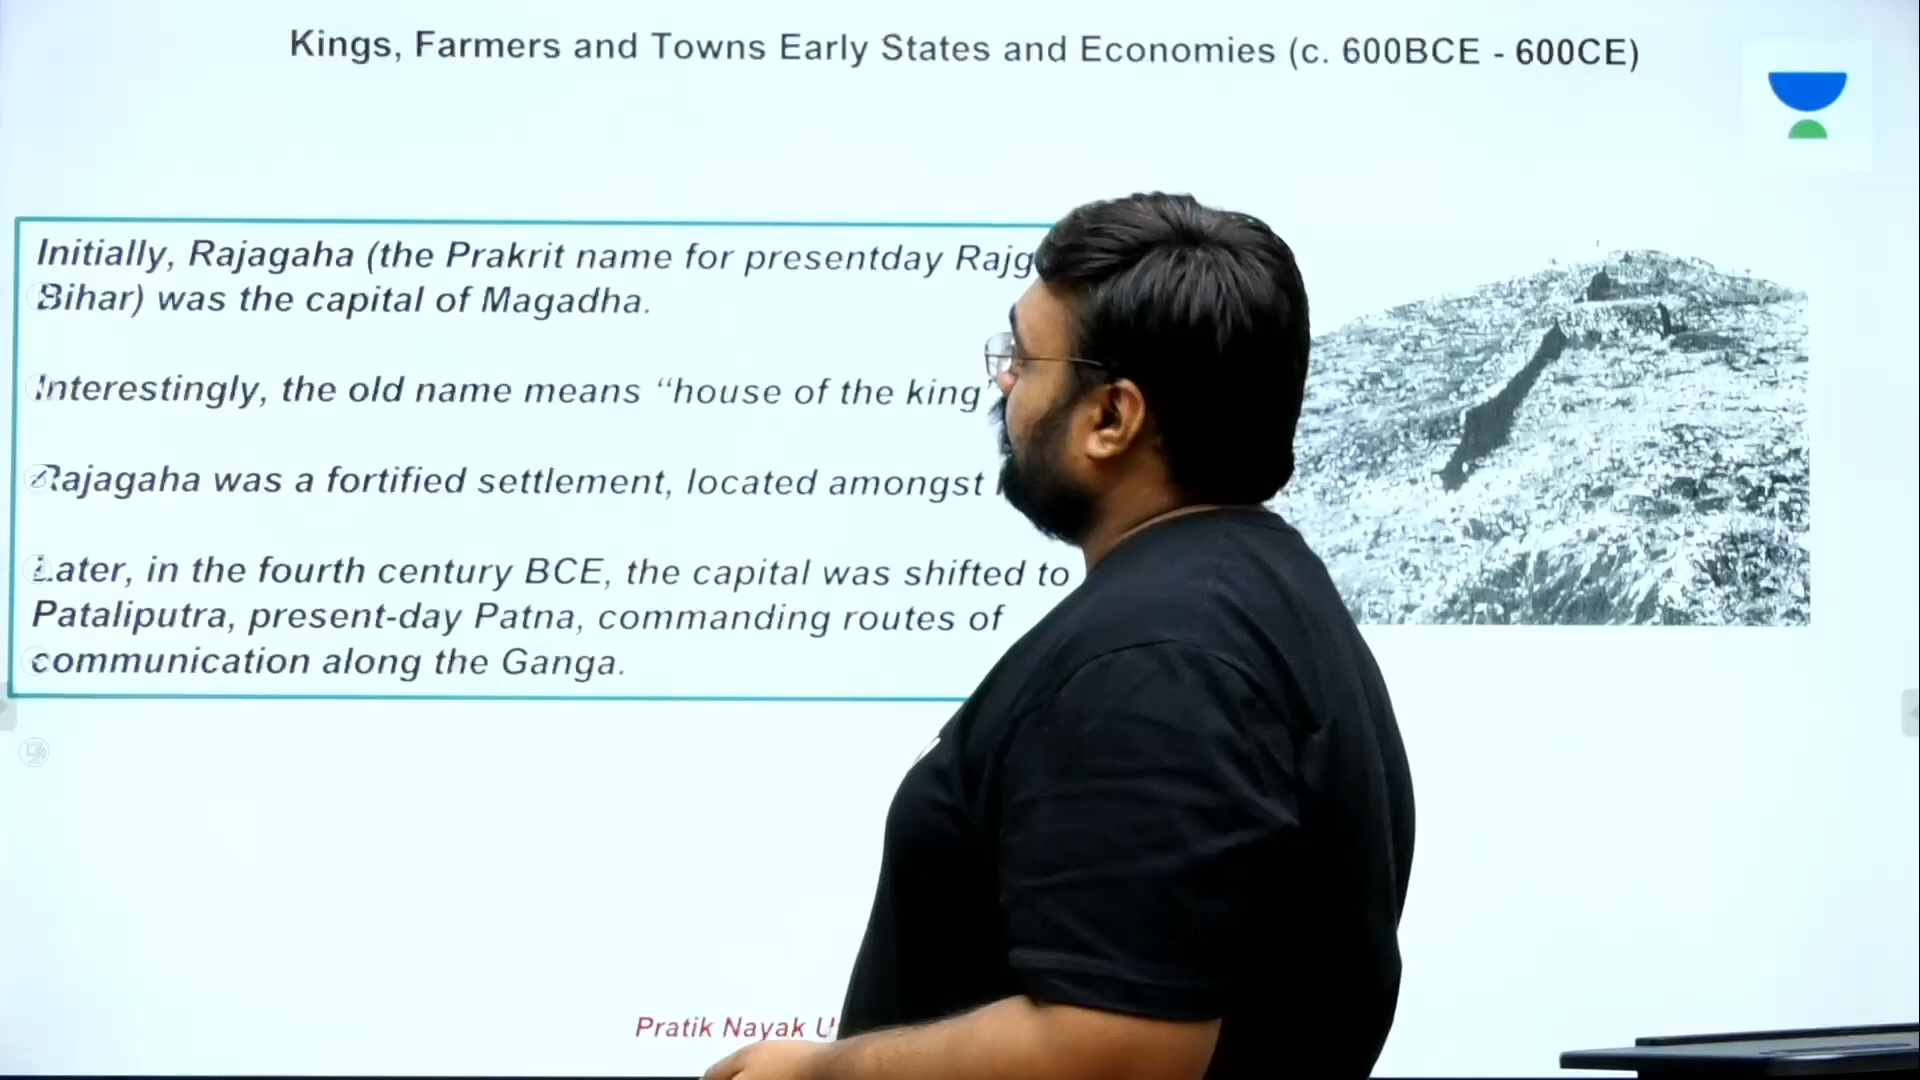 Kings, Farmers and Towns Early States and Economies (c. 600BCE - 600CE)
Initially, Rajagaha (the Prakrit name for presentday Rajg
Bihar) was the capital of Magadha.
Interestingly, the old name means “house of the king”
Rajagaha was a fortified settlement, located amongst
Later, in the fourth century BCE, the capital was shifted to
Pataliputra, present-day Patna, commanding routes of
communication along the Ganga.
Pratik Nayak U